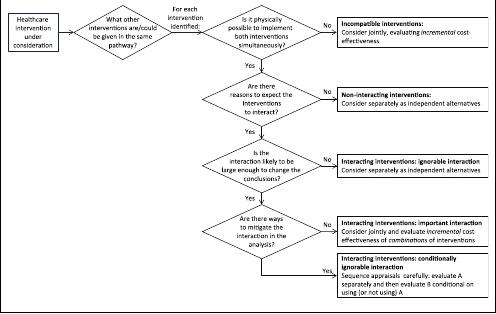 Healthcare
intervention
under
consideration
What other
interventions are/could
be given in the same
pathway?
For each
intervention
identified:
Is it physically
possible to implement
both interventions
simultaneously?
No
Incompatible interventions:
Consider jointly, evaluating incremental cost-
effectiveness
Yes
Are there
reasons to expect the
interventions
to interact?
No
Non-interacting interventions:
Consider separately as independent alternatives
Yes
Is the
interaction likely to be
large enough to change the
conclusions?
No
Interacting interventions: ignorable interaction
Consider separately as independent alternatives
Yes
Are there ways
to mitigate the
interaction in the
analysis?
No
Interacting interventions: important interaction
Consider jointly and evaluate incremental cost
effectiveness of combinations of interventions
Yes
Interacting interventions: conditionally
ignorable interaction
Sequence appraisals carefully: evaluate A
separately and then evaluate B conditional on
using (or not using) A